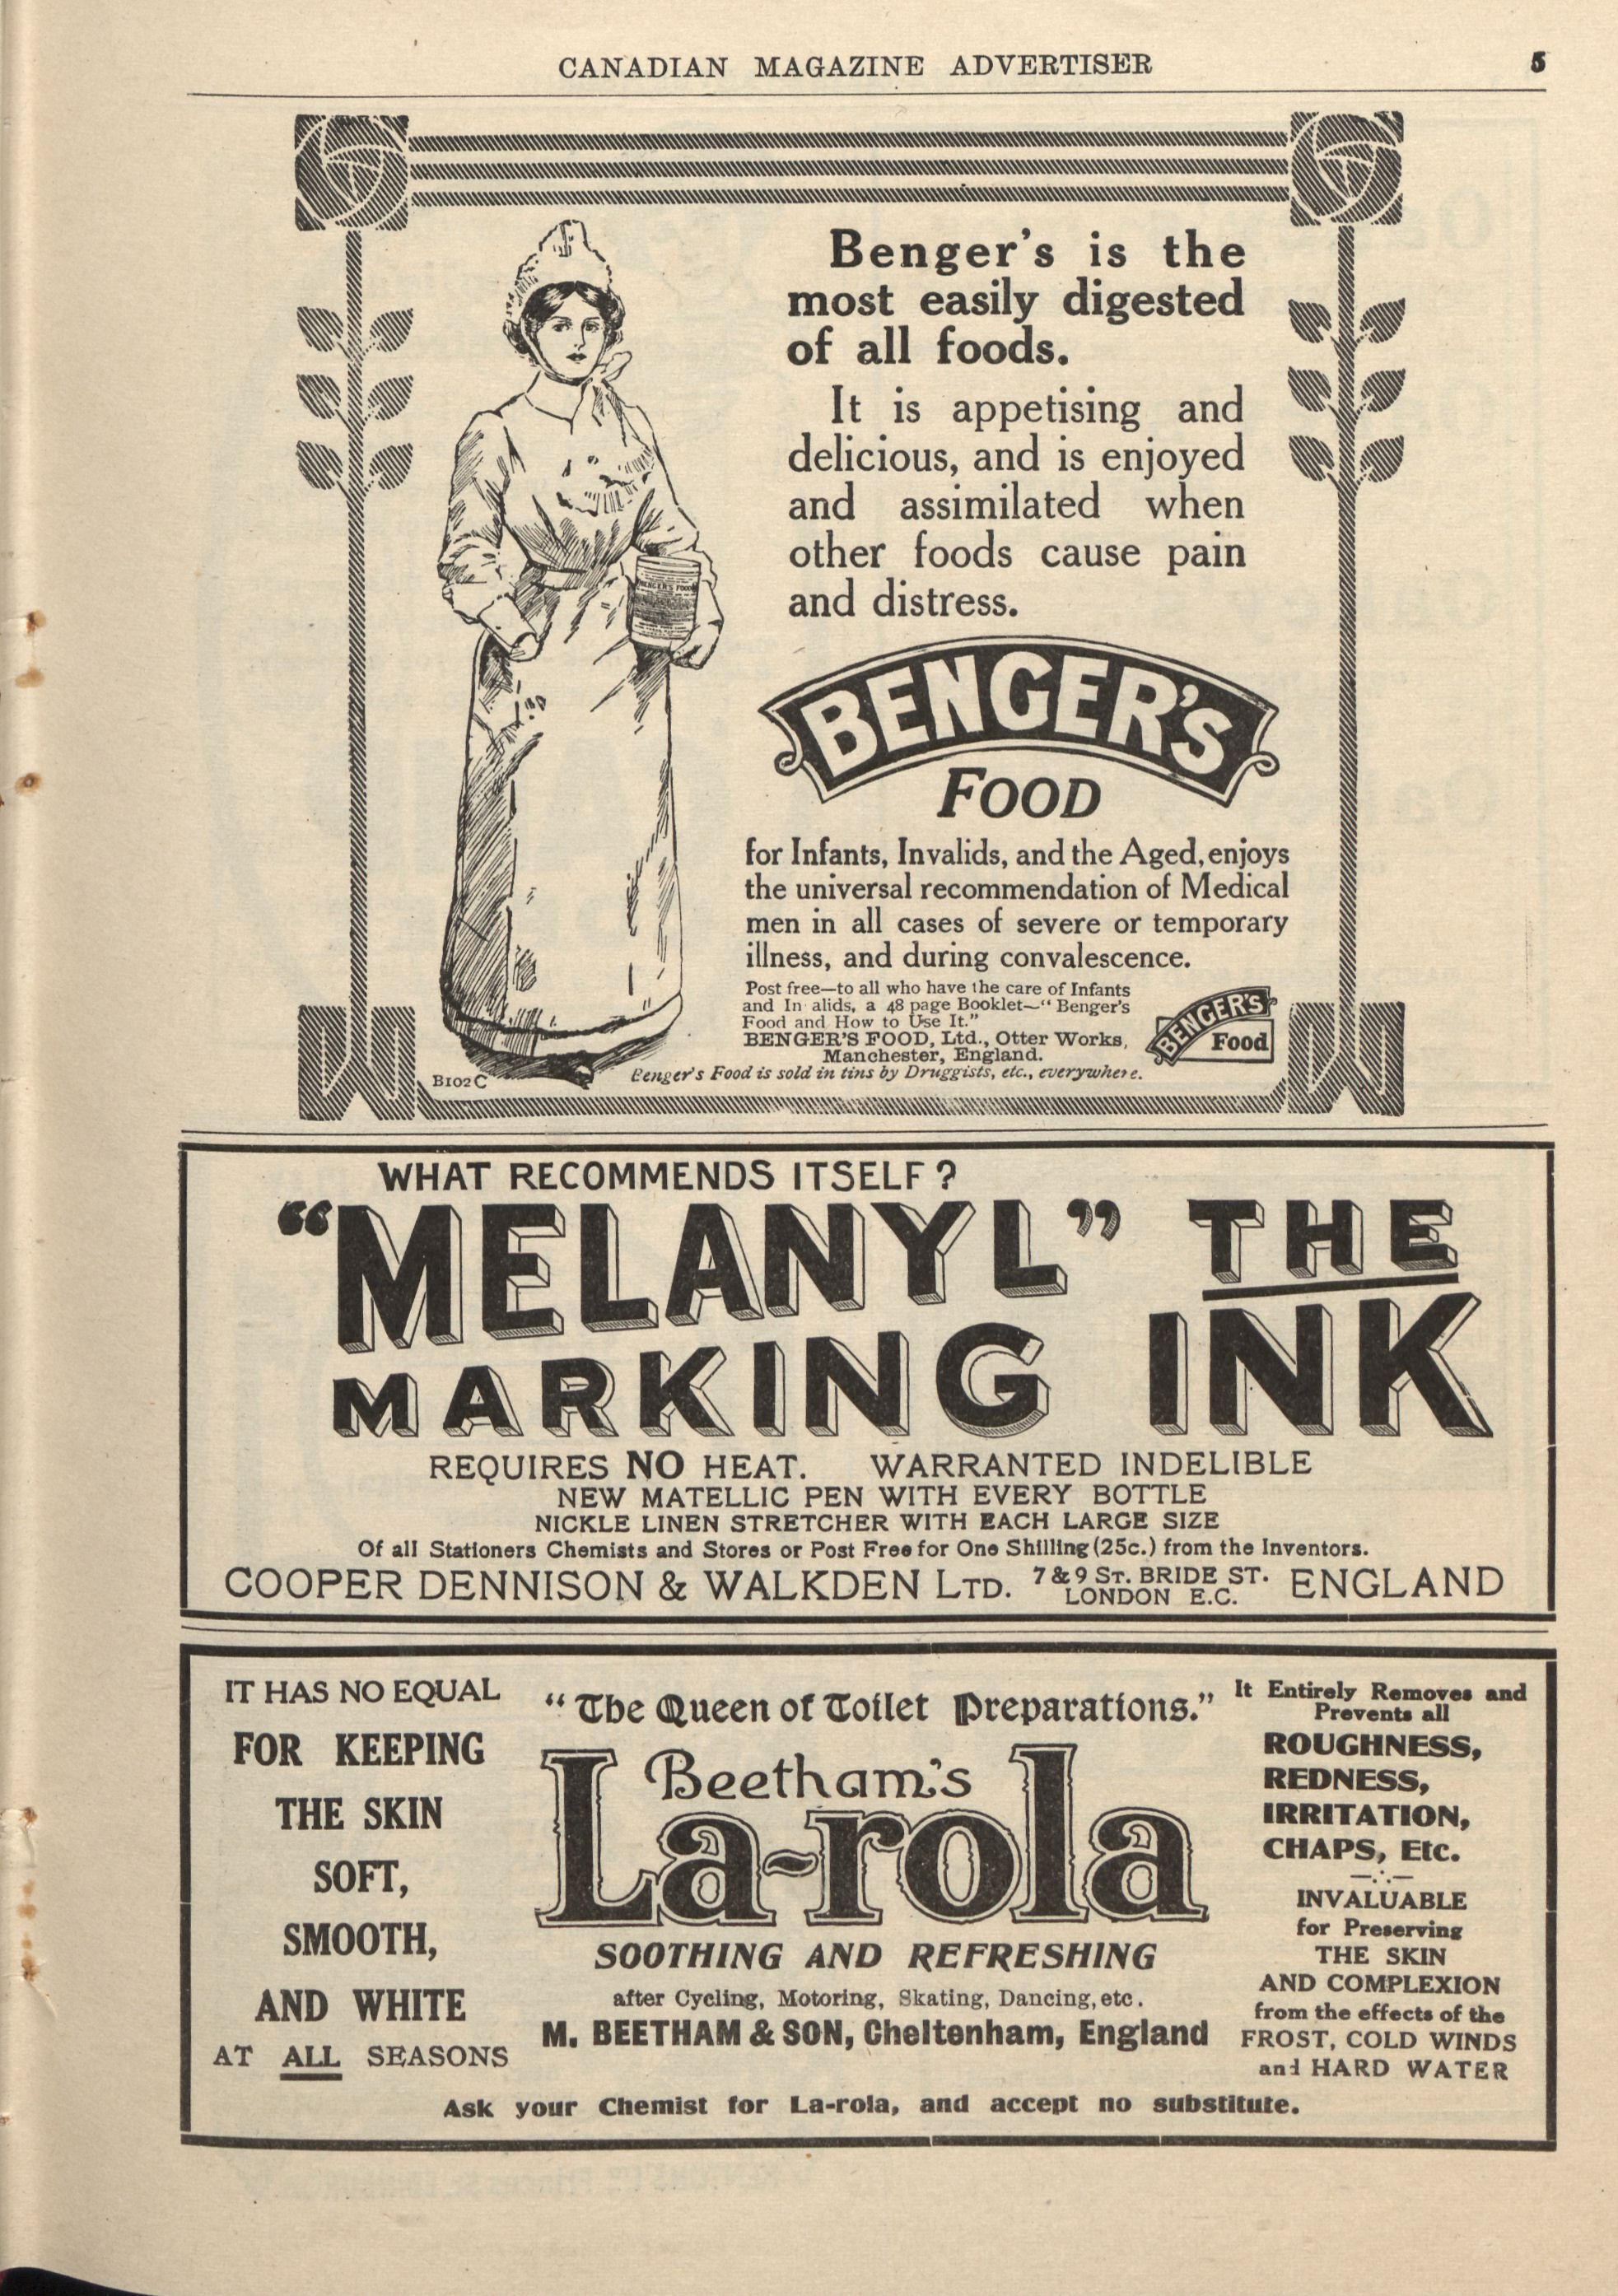 CANADIAN MAGAZINE ADVERTISER 5
Benger's is the
most easily digested
of all foods.
It is appetising and
delicious, and is enjoyed
and assimilated when
other foods cause pain
and distress.
BENGER'S FOOD
BENGER'S
FOOD
for Infants, Invalids, and the Aged, enjoys
the universal recommendation of Medical
men in all cases of severe or temporary
illness, and during convalescence.
Post free—to all who have the care of Infants
and In alids, a 48 page Booklet—"Benger's
Food and How to Use It."
BENGER'S FOOD, Ltd., Otter Works,
Manchester, England.
BENGER'S
Food
Benger's Food is sold in tins by Druggists, etc., everywhere.
B102C
WHAT RECOMMENDS ITSELF?
"MELANYL" THE
MARKING INK
REQUIRES NO HEAT. WARRANTED INDELIBLE
NEW MATELLIC PEN WITH EVERY BOTTLE
NICKLE LINEN STRETCHER WITH EACH LARGE SIZE
Of all Stationers Chemists and Stores or Post Free for One Shilling (25c.) from the Inventors.
COOPER DENNISON & WALKDEN LTD. 7 & 9 ST. BRIDE ST. LONDON E.C. ENGLAND
IT HAS NO EQUAL
FOR KEEPING
THE SKIN
SOFT,
SMOOTH,
AND WHITE
AT ALL SEASONS
"The Queen of Toilet Preparations."
Beetham's
La-rola
SOOTHING AND REFRESHING
after Cycling, Motoring, Skating, Dancing, etc.
M. BEETHAM & SON, Cheltenham, England
It Entirely Removes and
Prevents all
ROUGHNESS,
REDNESS,
IRRITATION,
CHAPS, Etc.
INVALUABLE
for Preserving
THE SKIN
AND COMPLEXION
from the effects of the
FROST, COLD WINDS
and HARD WATER
Ask your Chemist for La-rola, and accept no substitute.